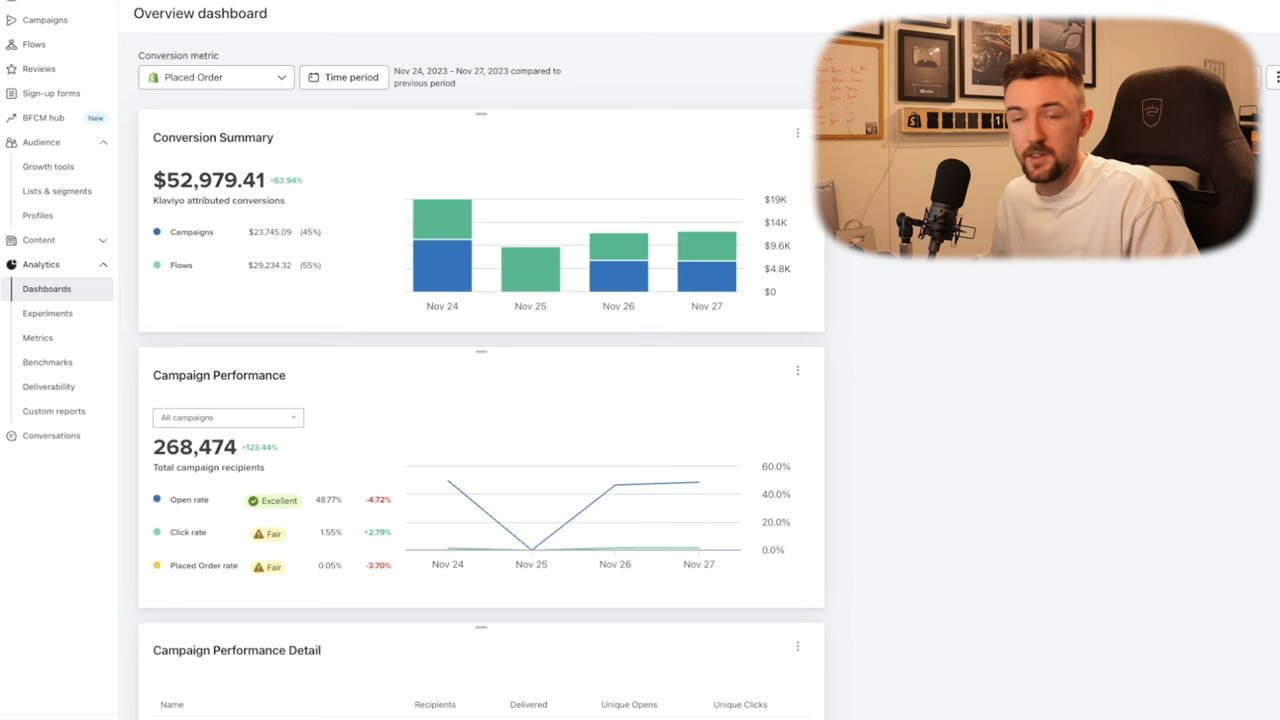 Campaigns
Flows
Reviews
Sign-up forms
BFCM hub New
Audience
Growth tools
Lists & segments
Profiles
Content
Analytics
Dashboards
Experiments
Metrics
Benchmarks
Deliverability
Custom reports
Conversations
Overview dashboard
Conversion metric
Placed Order
Time period
Nov 24, 2023 - Nov 27, 2023 compared to
previous period
Conversion Summary
$52,979.41 +63.94%
Klaviyo attributed conversions
Campaigns $23,745.09 (45%)
Flows $29,234.32 (55%)
$19K
$14K
$9.6K
$4.8K
$0
Nov 24 Nov 25 Nov 26 Nov 27
Campaign Performance
All campaigns
268,474 +123.44%
Total campaign recipients
Open rate Excellent 48.77% -4.72%
Click rate Fair 1.55% +2.79%
Placed Order rate Fair 0.05% -3.70%
60.0%
40.0%
20.0%
0.0%
Nov 24 Nov 25 Nov 26 Nov 27
Campaign Performance Detail
Name Recipients Delivered Unique Opens Unique Clicks